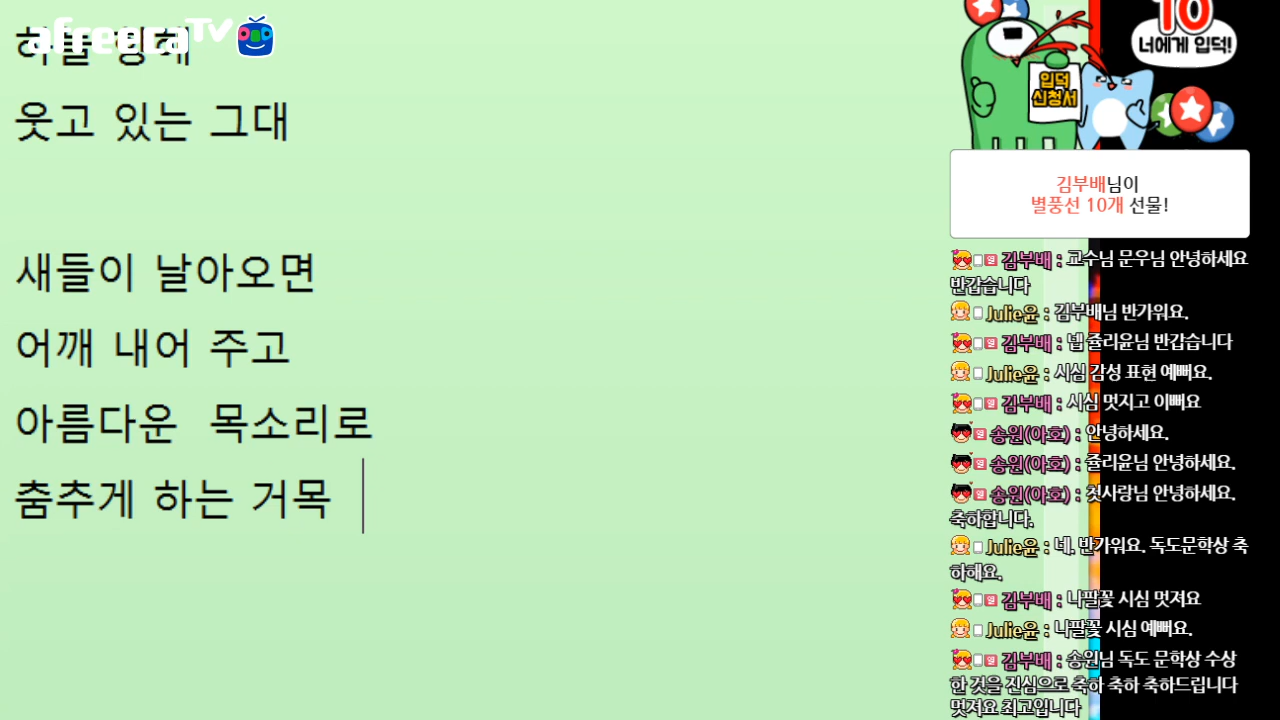 afreecaTV
하늘 향해
웃고 있는 그대
새들이 날아오면
어깨 내어 주고
아름다운 목소리로
춤추게 하는 거목
10
너에게 입덕!
입덕
신청서
김부배님이
별풍선 10개 선물!
김부배 : 교수님 문우님 안녕하세요
반갑습니다
Julie윤 : 김부배님 반가워요.
김부배 : 넵 쥴리윤님 반갑습니다
Julie윤 : 시심 감성 표현 예뻐요.
김부배 : 시심 멋지고 이뻐요
송원(아호) : 안녕하세요.
송원(아호) : 쥴리윤님 안녕하세요.
송원(아호) : 첫사랑님 안녕하세요.
축하합니다.
Julie윤 : 네. 반가워요. 독도문학상 축
하해요.
김부배 : 나팔꽃 시심 멋져요
Julie윤 : 나팔꽃 시심 예뻐요.
김부배 : 송원님 독도 문학상 수상
한 것을 진심으로 축하 축하 축하드립니다
멋져요 최고입니다